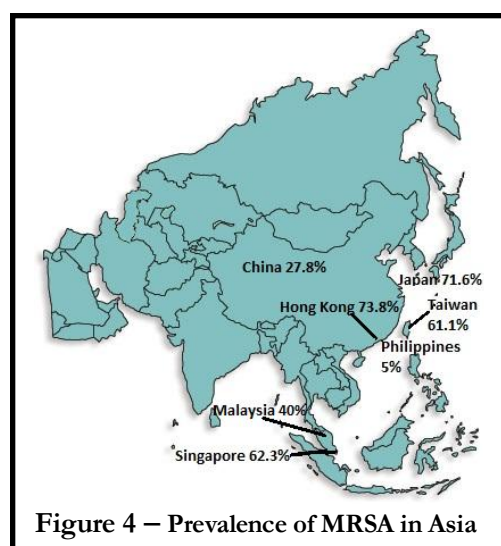 China 27.8%
Japan 71.6%
Hong Kong 73.8%
Taiwan
61.1%
Philippines
5%
Malaysia 40%
Singapore 62.3%
Figure 4 – Prevalence of MRSA in Asia